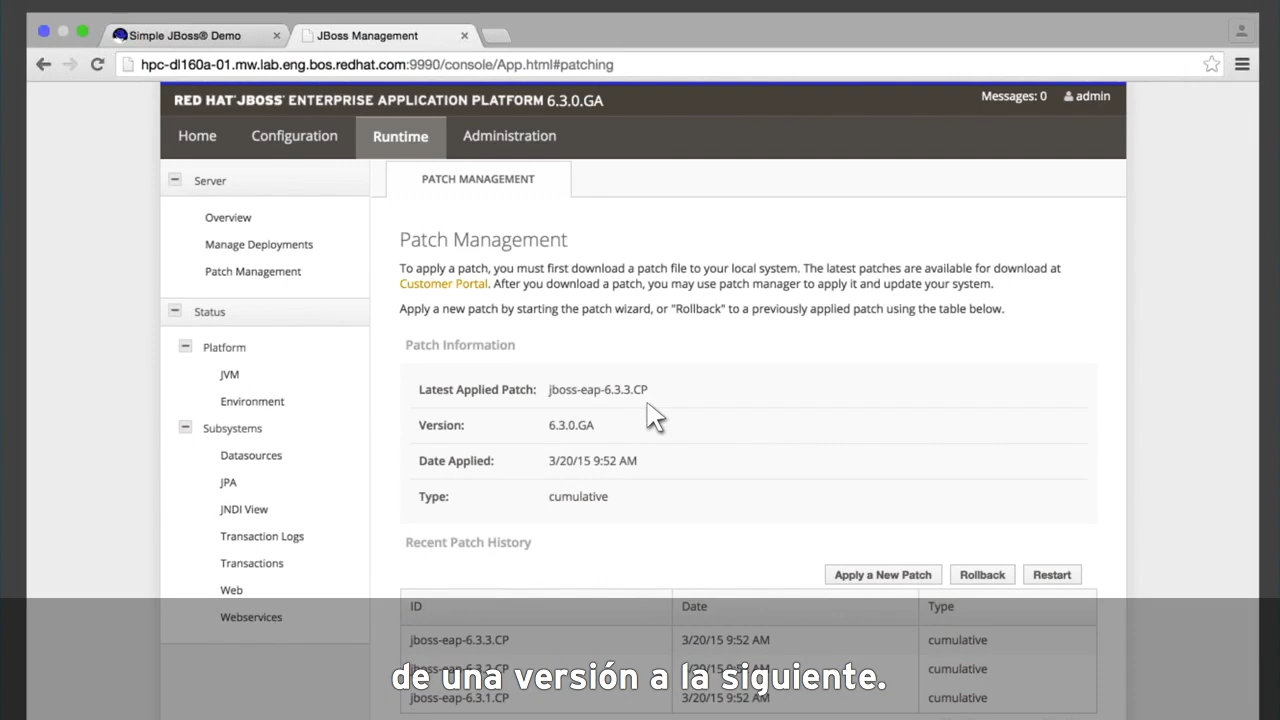 Simple JBoss® Demo
JBoss Management
hpc-dl160a-01.mw.lab.eng.bos.redhat.com:9990/console/App.html#patching
RED HAT® JBOSS® ENTERPRISE APPLICATION PLATFORM 6.3.0.GA
Messages: 0 admin
Home Configuration Runtime Administration
Server
Overview
Manage Deployments
Patch Management
Status
Platform
JVM
Environment
Subsystems
Datasources
JPA
JNDI View
Transaction Logs
Transactions
Web
Webservices
PATCH MANAGEMENT
Patch Management
To apply a patch, you must first download a patch file to your local system. The latest patches are available for download at
Customer Portal. After you download a patch, you may use patch manager to apply it and update your system.
Apply a new patch by starting the patch wizard, or "Rollback" to a previously applied patch using the table below.
Patch Information
Latest Applied Patch: jboss-eap-6.3.3.CP
Version: 6.3.0.GA
Date Applied: 3/20/15 9:52 AM
Type: cumulative
Recent Patch History
Apply a New Patch Rollback Restart
ID Date Type
jboss-eap-6.3.3.CP 3/20/15 9:52 AM cumulative
cumulative
jboss-eap-6.3.1.CP 3/20/15 9:52 AM cumulative
de una versión a la siguiente.